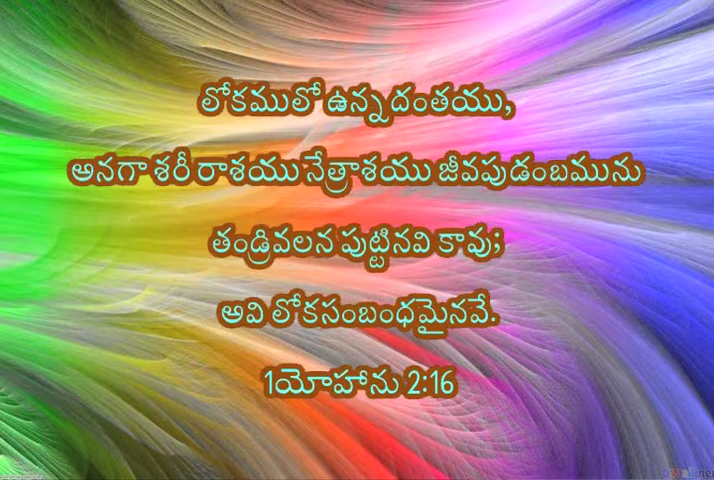 లోకములో ఉన్నదంతయు,
అనగా శరీ రాశయు నేత్రాశయు జీవపు డంబమును
తండ్రివలన పుట్టినవి కావు;
అవి లోకసంబంధమైనవే.
1యోహాను 2:16